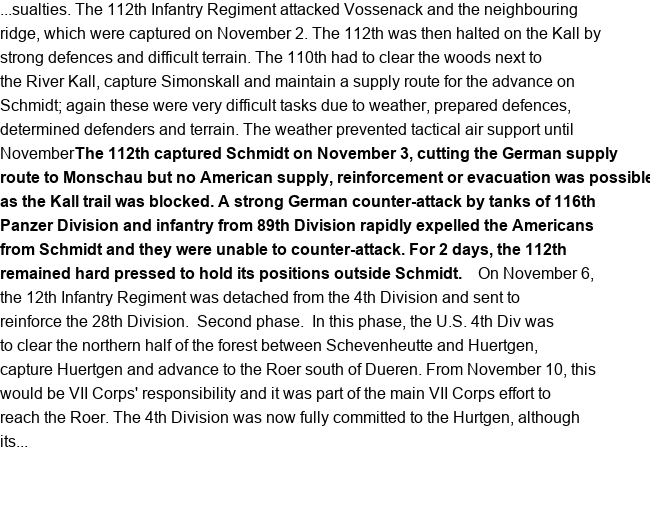 ...sualties. The 112th Infantry Regiment attacked Vossenack and the neighbouring
ridge, which were captured on November 2. The 112th was then halted on the Kall by
strong defences and difficult terrain. The 110th had to clear the woods next to
the River Kall, capture Simonskall and maintain a supply route for the advance on
Schmidt; again these were very difficult tasks due to weather, prepared defences,
determined defenders and terrain. The weather prevented tactical air support until
NovemberThe 112th captured Schmidt on November 3, cutting the German supply
route to Monschau but no American supply, reinforcement or evacuation was possible
as the Kall trail was blocked. A strong German counter-attack by tanks of 116th
Panzer Division and infantry from 89th Division rapidly expelled the Americans
from Schmidt and they were unable to counter-attack. For 2 days, the 112th
remained hard pressed to hold its positions outside Schmidt. On November 6,
the 12th Infantry Regiment was detached from the 4th Division and sent to
reinforce the 28th Division. Second phase. In this phase, the U.S. 4th Div was
to clear the northern half of the forest between Schevenheutte and Huertgen,
capture Huertgen and advance to the Roer south of Dueren. From November 10, this
would be VII Corps' responsibility and it was part of the main VII Corps effort to
reach the Roer. The 4th Division was now fully committed to the Hurtgen, although
its...